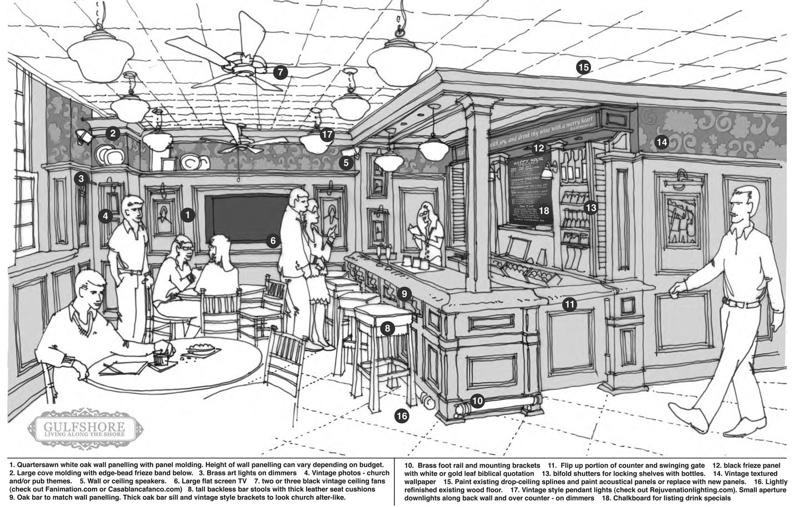 7
15
2
17
5
12
can joy, and drink thy wine with a merry heart
14
3
4
1
18
13
6
9
11
8
10
16
GULFSHORE
LIVING ALONG THE SHORE
1. Quartersawn white oak wall panelling with panel molding. Height of wall panelling can vary depending on budget.
2. Large cove molding with edge-bead frieze band below. 3. Brass art lights on dimmers 4. Vintage photos - church
and/or pub themes. 5. Wall or ceiling speakers. 6. Large flat screen TV 7. two or three black vintage ceiling fans
(check out Fanimation.com or Casablancafanco.com) 8. tall backless bar stools with thick leather seat cushions
9. Oak bar to match wall panelling. Thick oak bar sill and vintage style brackets to look church alter-like.
10. Brass foot rail and mounting brackets 11. Flip up portion of counter and swinging gate 12. black frieze panel
with white or gold leaf biblical quotation 13. bifold shutters for locking shelves with bottles. 14. Vintage textured
wallpaper 15. Paint existing drop-ceiling splines and paint acoustical panels or replace with new panels. 16. Lightly
refinished existing wood floor. 17. Vintage style pendant lights (check out Rejuvenationlighting.com). Small aperture
downlights along back wall and over counter - on dimmers 18. Chalkboard for listing drink specials